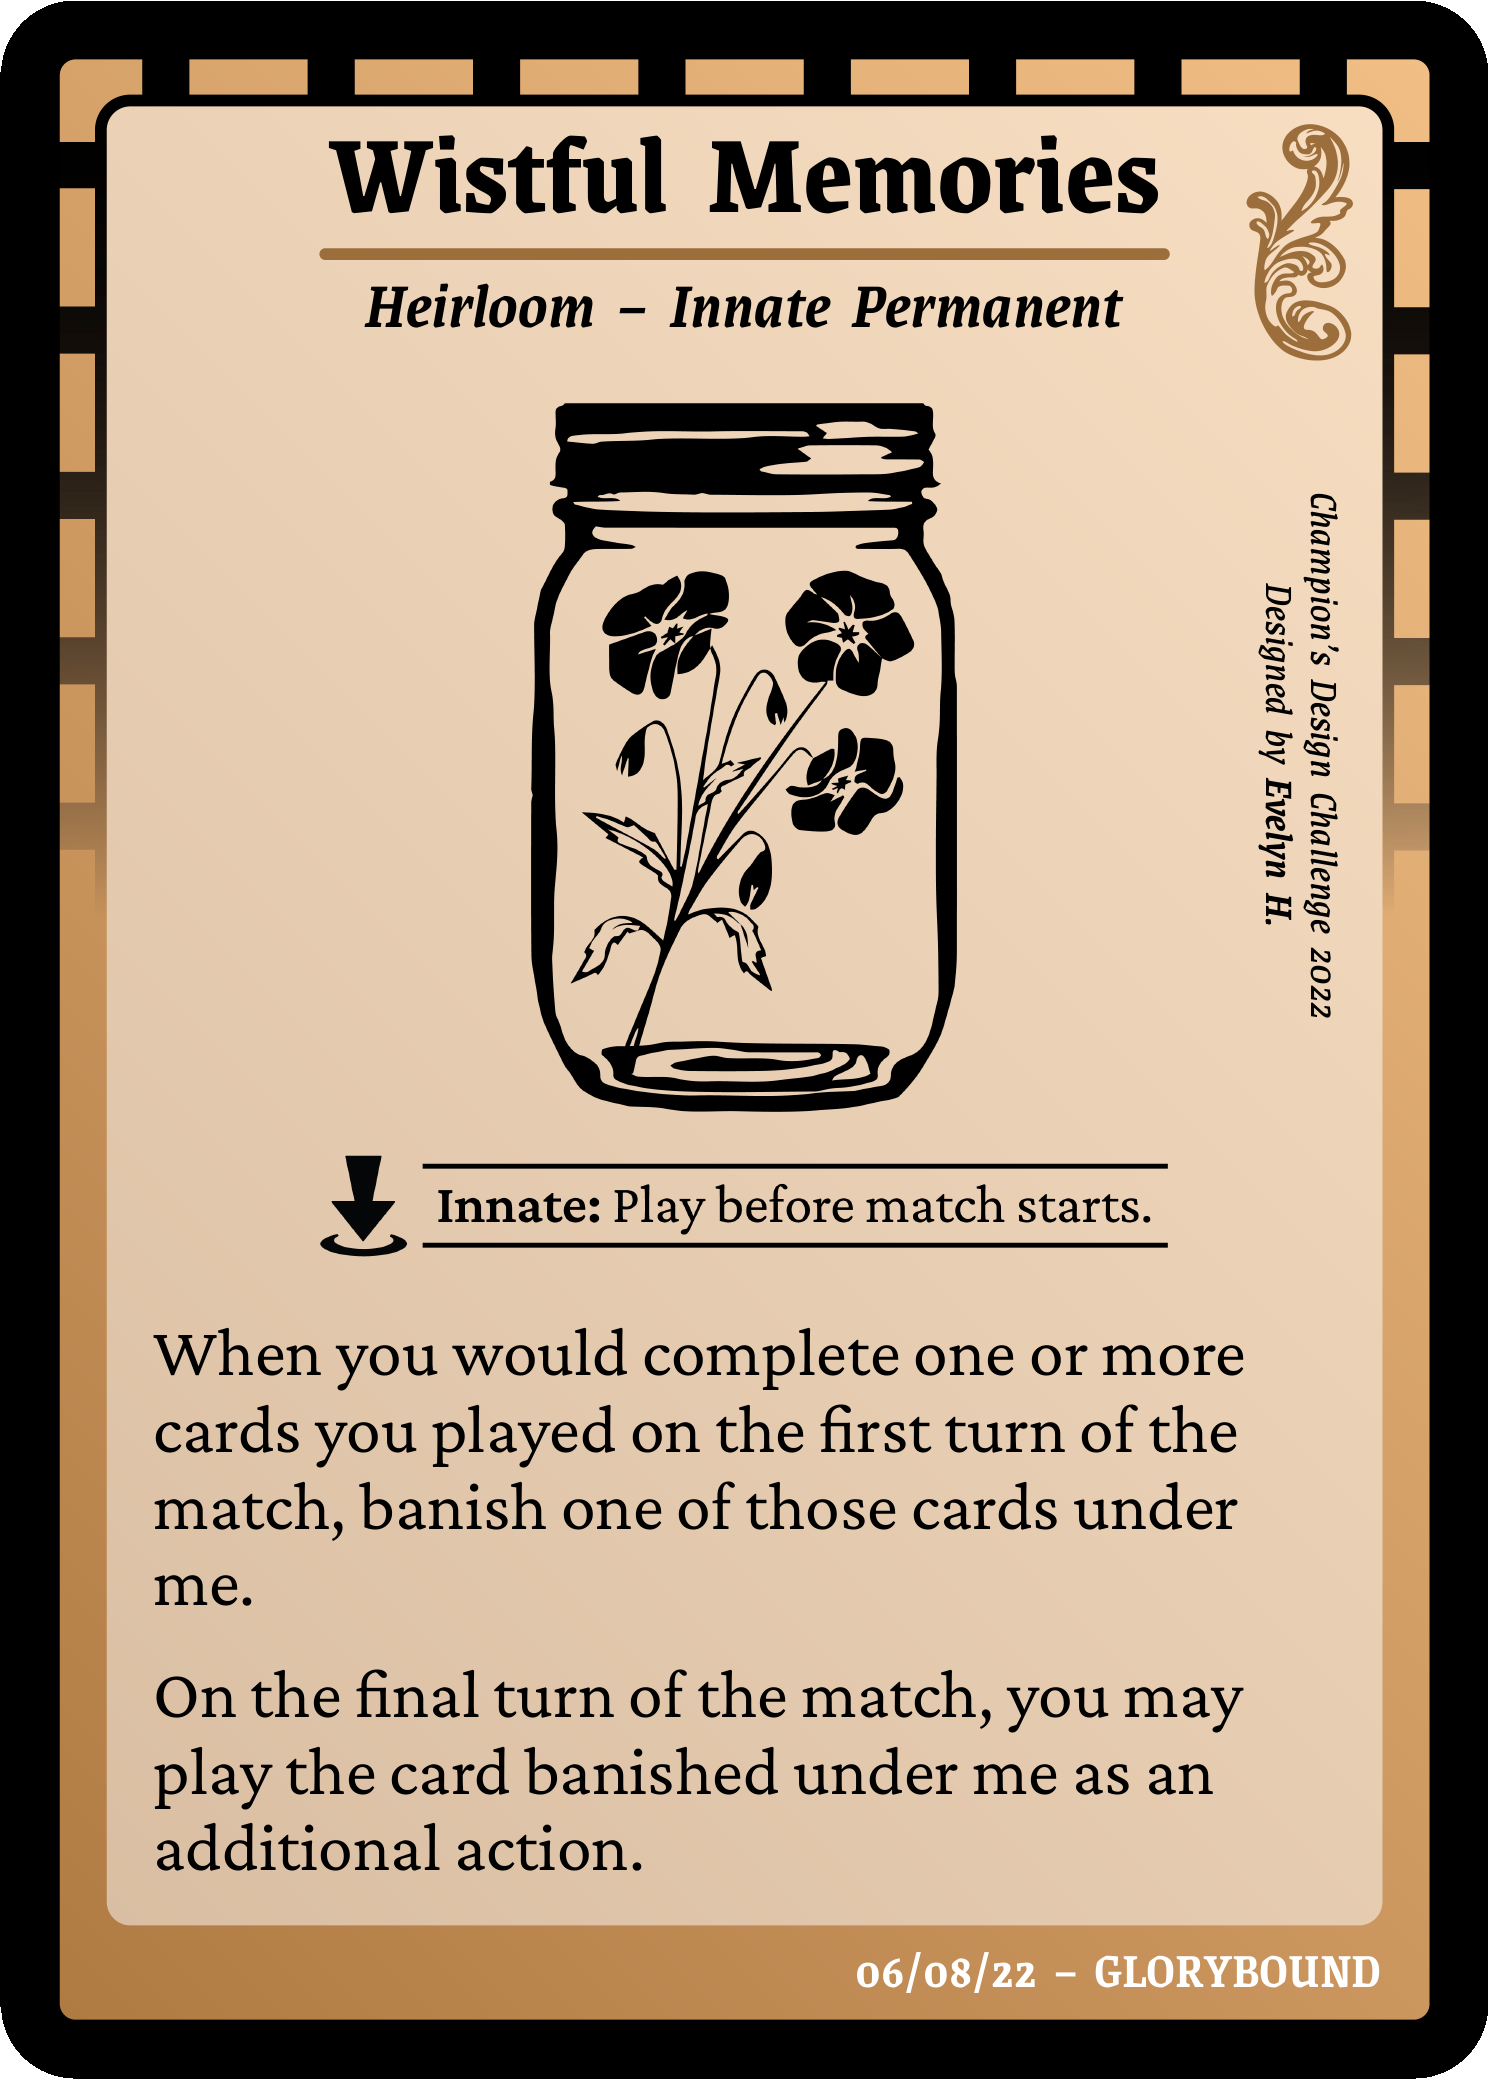 Wistful Memories
Heirloom – Innate Permanent
Champion's Design Challenge 2022
Designed by Evelyn H.
Innate: Play before match starts.
When you would complete one or more
cards you played on the first turn of the
match, banish one of those cards under
me.
On the final turn of the match, you may
play the card banished under me as an
additional action.
06/08/22 – GLORYBOUND